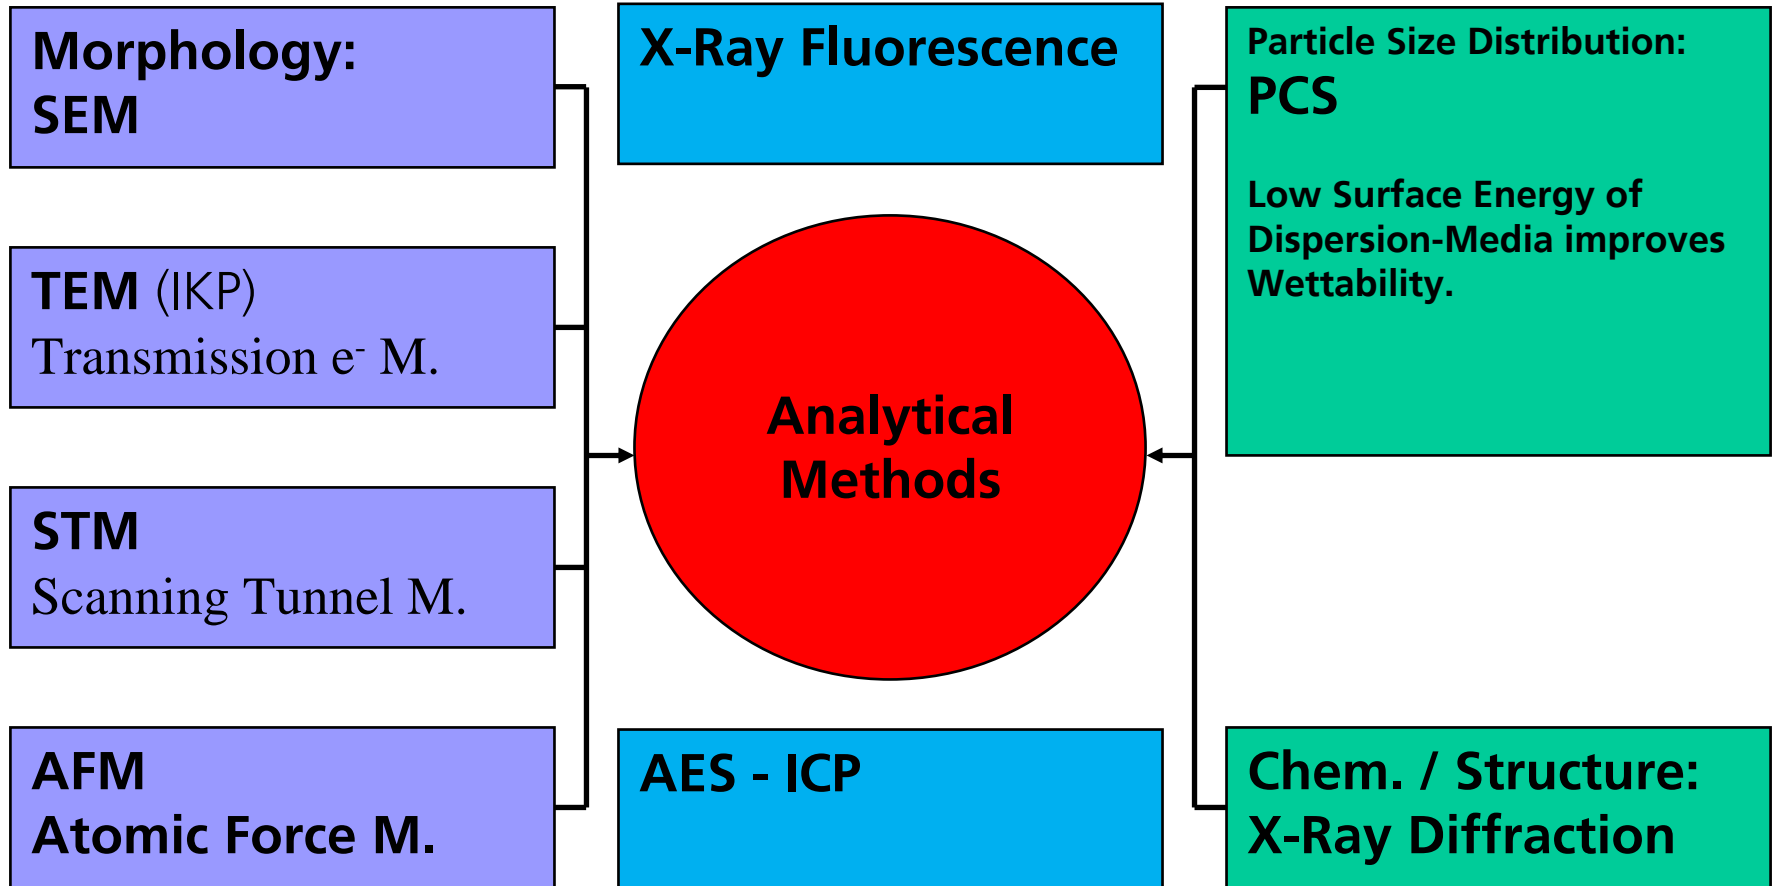 Morphology:
SEM
TEM (IKP)
Transmission e- M.
STM
Scanning Tunnel M.
AFM
Atomic Force M.
X-Ray Fluorescence
Analytical
Methods
AES - ICP
Particle Size Distribution:
PCS
Low Surface Energy of
Dispersion-Media improves
Wettability.
Chem. / Structure:
X-Ray Diffraction